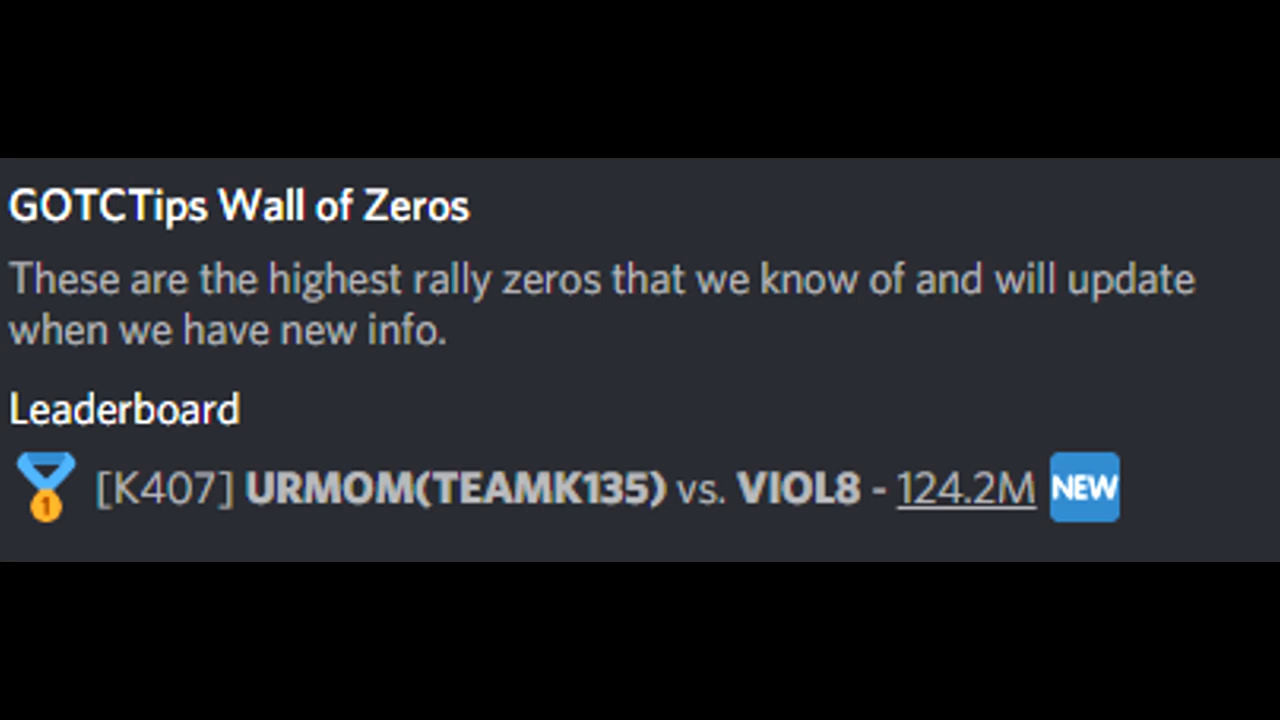 GOTCTips Wall of Zeros
These are the highest rally zeros that we know of and will update
when we have new info.
Leaderboard
1 [K407] URMOM(TEAMK135) vs. VIOL8 - 124.2M NEW